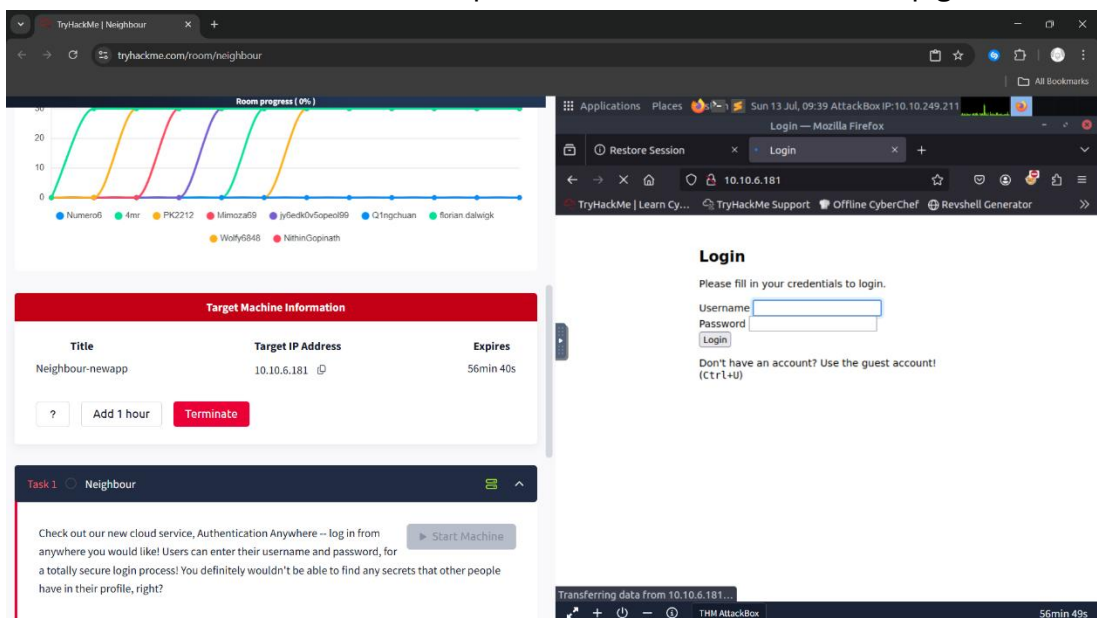 TryHackMe | Neighbour
tryhackme.com/room/neighbour
All Bookmarks
Room progress ( 0% )
20
10
0
Numero6 4mr PK2212 Mimoza69 jy6edk0v5opeol99 Q1ngchuan florian.dalwigk
Wolfy6848 NithinGopinath
Target Machine Information
Title Target IP Address Expires
Neighbour-newapp 10.10.6.181 56min 40s
? Add 1 hour Terminate
Task 1 Neighbour
Check out our new cloud service, Authentication Anywhere -- log in from
anywhere you would like! Users can enter their username and password, for
a totally secure login process! You definitely wouldn't be able to find any secrets that other people
have in their profile, right?
Start Machine
Applications Places Sun 13 Jul, 09:39 AttackBox IP:10.10.249.211
Login — Mozilla Firefox
Restore Session Login
10.10.6.181
TryHackMe | Learn Cy... TryHackMe Support Offline CyberChef Revshell Generator
Login
Please fill in your credentials to login.
Username
Password
Login
Don't have an account? Use the guest account!
(Ctrl+U)
Transferring data from 10.10.6.181...
THM AttackBox 56min 49s